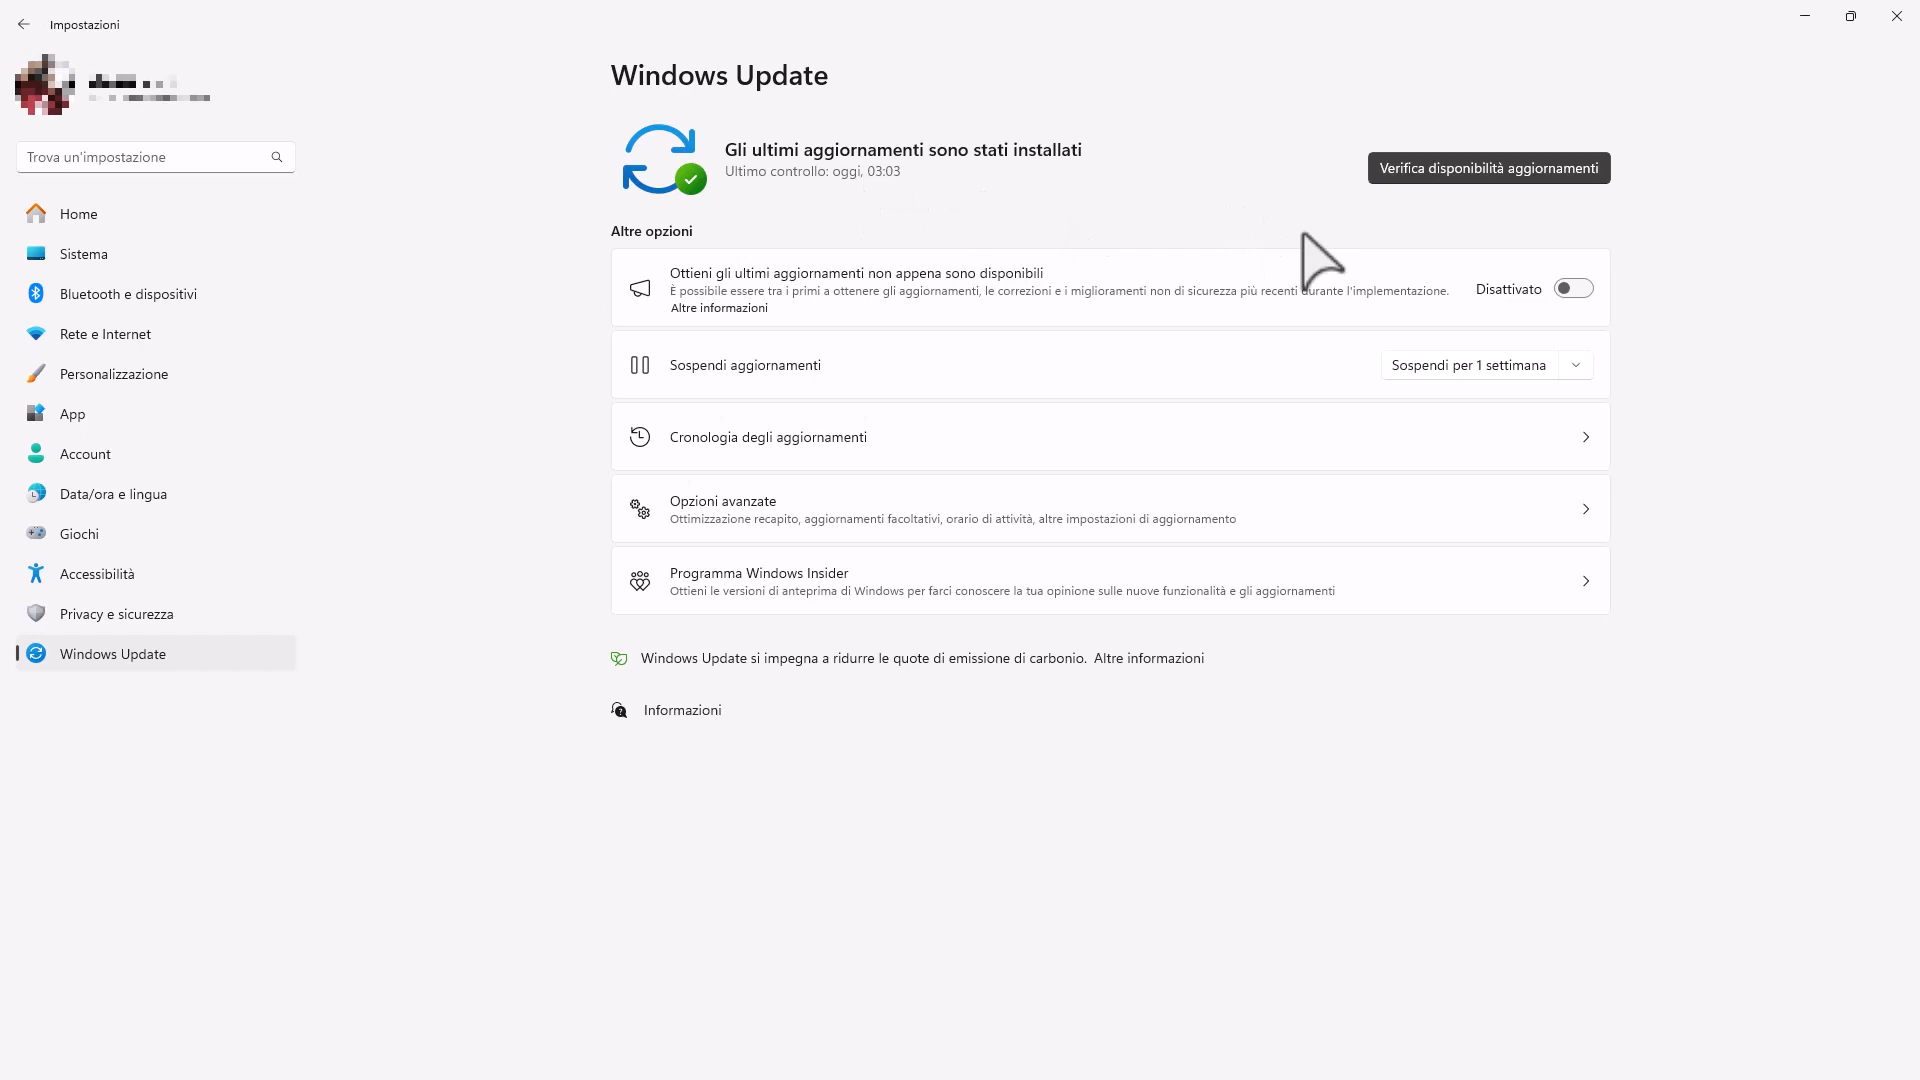 Impostazioni
Trova un'impostazione
Home
Sistema
Bluetooth e dispositivi
Rete e Internet
Personalizzazione
App
Account
Data/ora e lingua
Giochi
Accessibilità
Privacy e sicurezza
Windows Update
Windows Update
Gli ultimi aggiornamenti sono stati installati
Ultimo controllo: oggi, 03:03
Verifica disponibilità aggiornamenti
Altre opzioni
Ottieni gli ultimi aggiornamenti non appena sono disponibili
È possibile essere tra i primi a ottenere gli aggiornamenti, le correzioni e i miglioramenti non di sicurezza più recenti durante l'implementazione.
Altre informazioni
Disattivato
Sospendi aggiornamenti
Sospendi per 1 settimana
Cronologia degli aggiornamenti
Opzioni avanzate
Ottimizzazione recapito, aggiornamenti facoltativi, orario di attività, altre impostazioni di aggiornamento
Programma Windows Insider
Ottieni le versioni di anteprima di Windows per farci conoscere la tua opinione sulle nuove funzionalità e gli aggiornamenti
Windows Update si impegna a ridurre le quote di emissione di carbonio. Altre informazioni
Informazioni